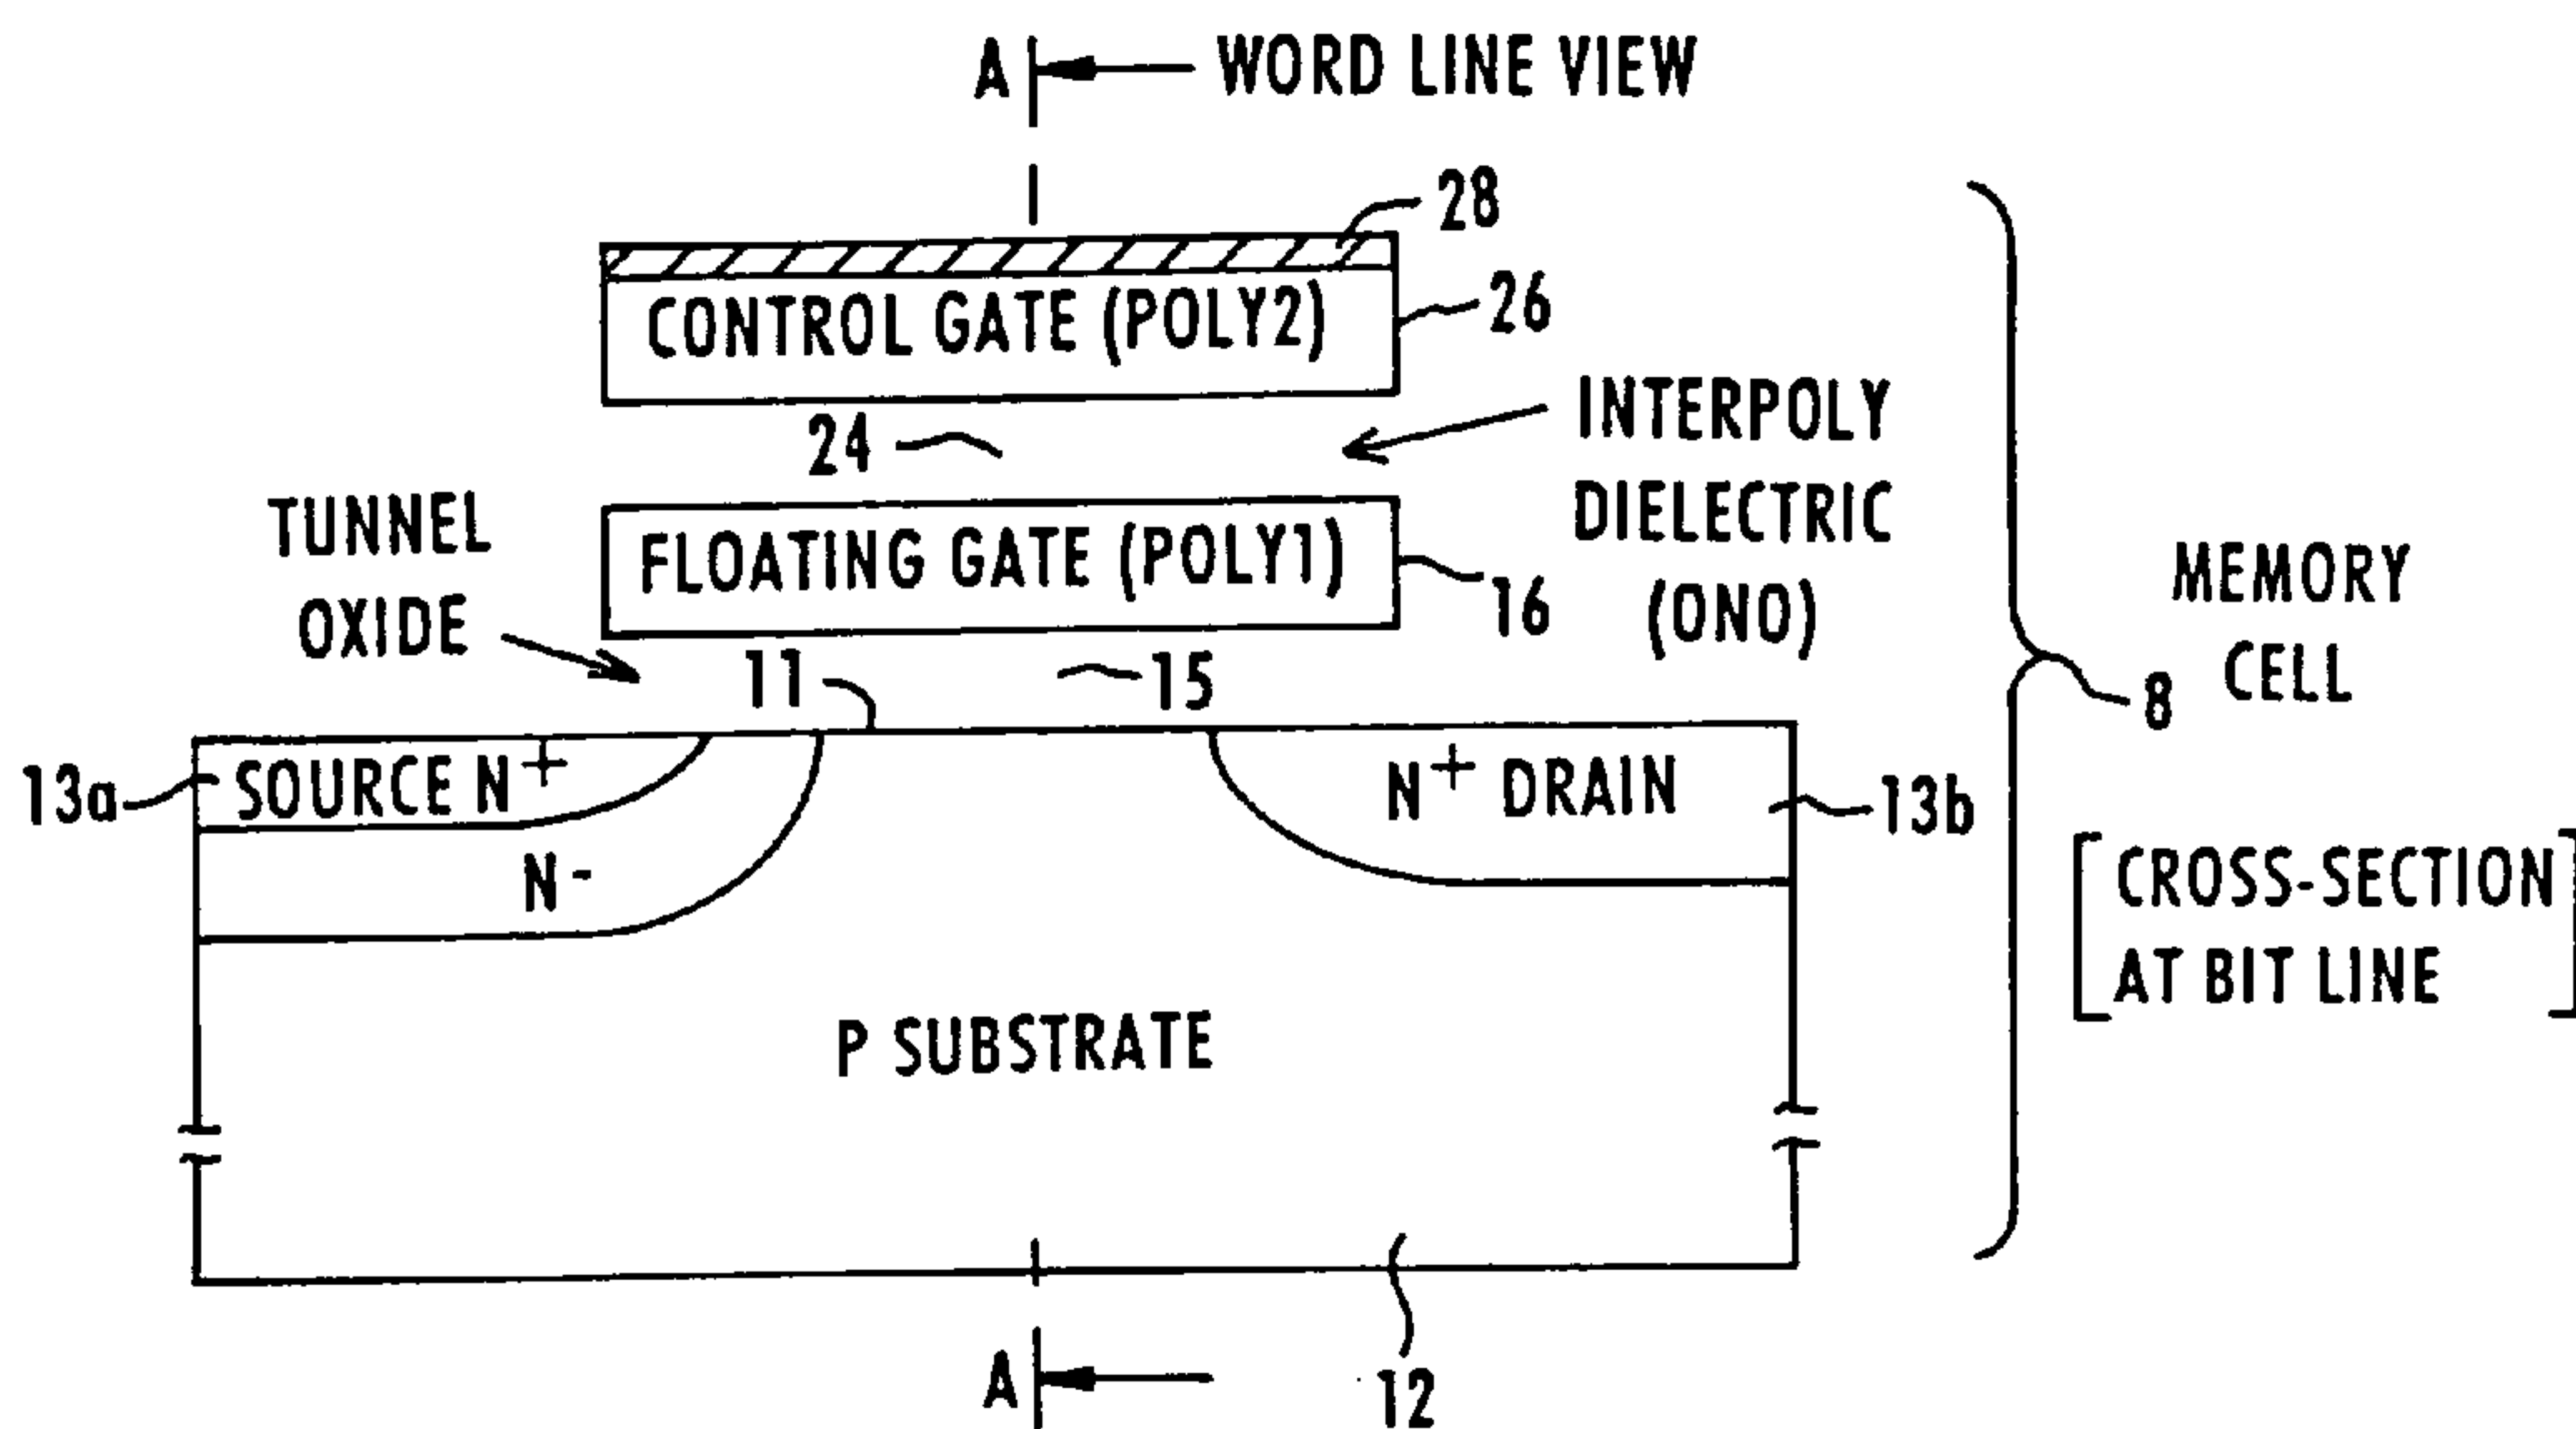 A
WORD LINE VIEW
28
CONTROL GATE (POLY2)
26
24
INTERPOLY
DIELECTRIC
(ONO)
TUNNEL
OXIDE
FLOATING GATE (POLY1)
16
MEMORY
CELL
8
11
15
13a
SOURCE N+
N+ DRAIN
13b
N-
[CROSS-SECTION
AT BIT LINE]
P SUBSTRATE
A
12